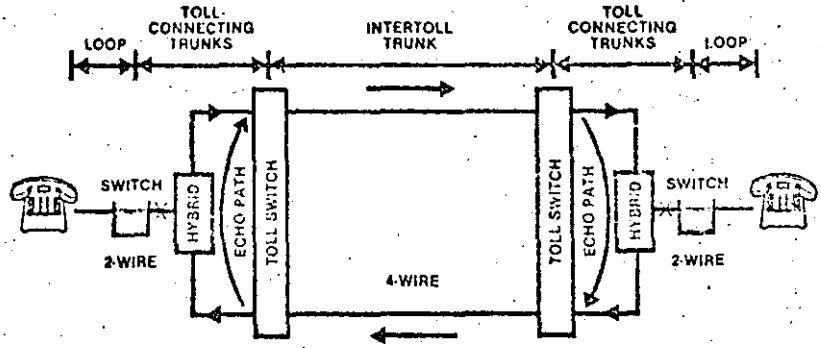 TOLL-
CONNECTING
TRUNKS
INTERTOLL
TRUNK
TOLL
CONNECTING
TRUNKS
LOOP
LOOP
SWITCH
HYBRID
ECHO PATH
TOLL SWITCH
TOLL SWITCH
ECHO PATH
HYBRID
SWITCH
2-WIRE
4-WIRE
2-WIRE